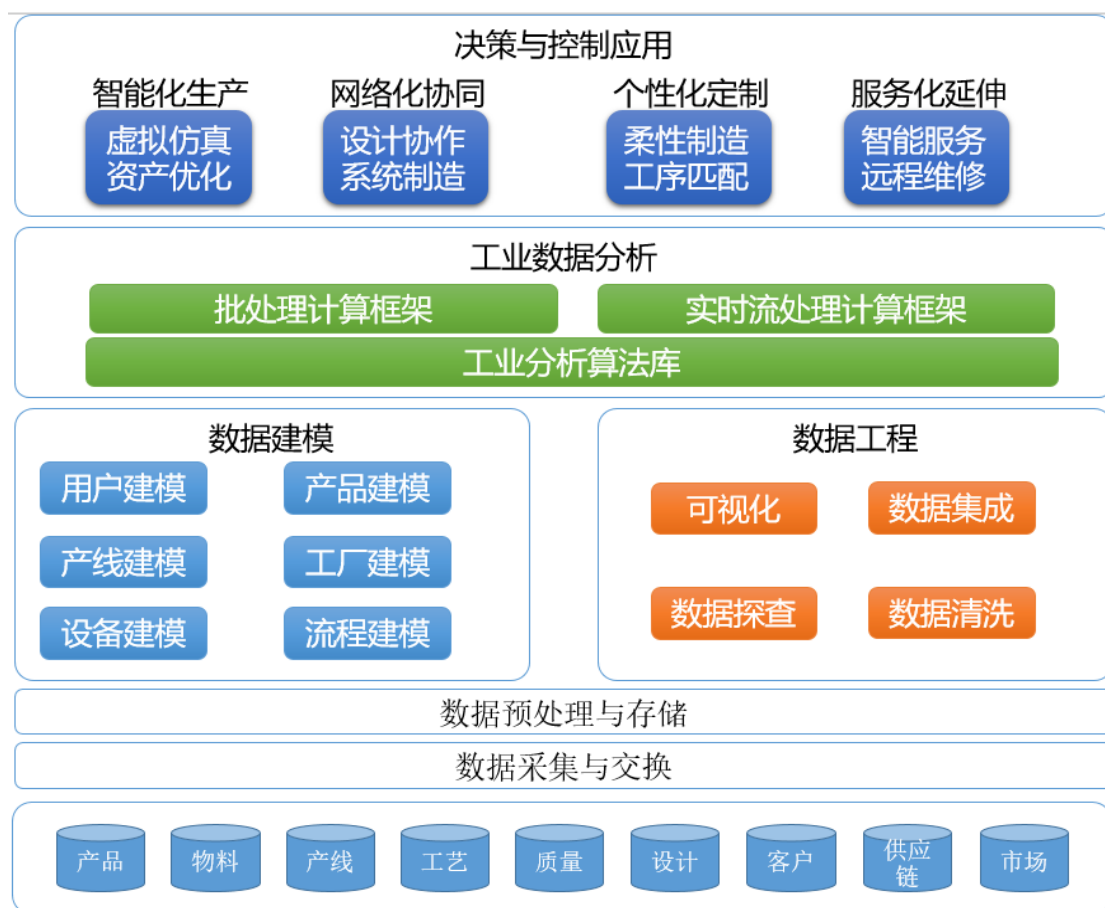 决策与控制应用
智能化生产
网络化协同
个性化定制
服务化延伸
虚拟仿真
资产优化
设计协作
系统制造
柔性制造
工序匹配
智能服务
远程维修
工业数据分析
批处理计算框架
实时流处理计算框架
工业分析算法库
数据建模
用户建模
产品建模
产线建模
工厂建模
设备建模
流程建模
数据工程
可视化
数据集成
数据探查
数据清洗
数据预处理与存储
数据采集与交换
产品
物料
产线
工艺
质量
设计
客户
供应
链
市场